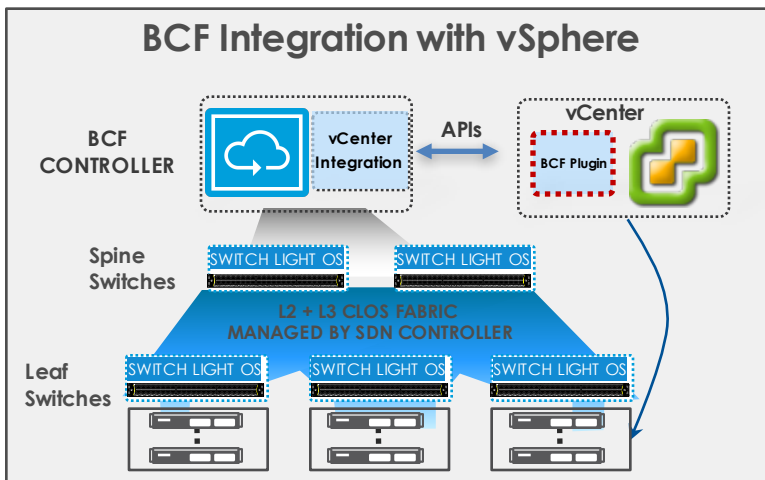 BCF Integration with vSphere
BCF
CONTROLLER
vCenter
Integration
APIs
vCenter
BCF Plugin
Spine
Switches
SWITCH LIGHT OS
SWITCH LIGHT OS
L2 + L3 CLOS FABRIC
MANAGED BY SDN CONTROLLER
Leaf
Switches
SWITCH LIGHT OS
SWITCH LIGHT OS
SWITCH LIGHT OS